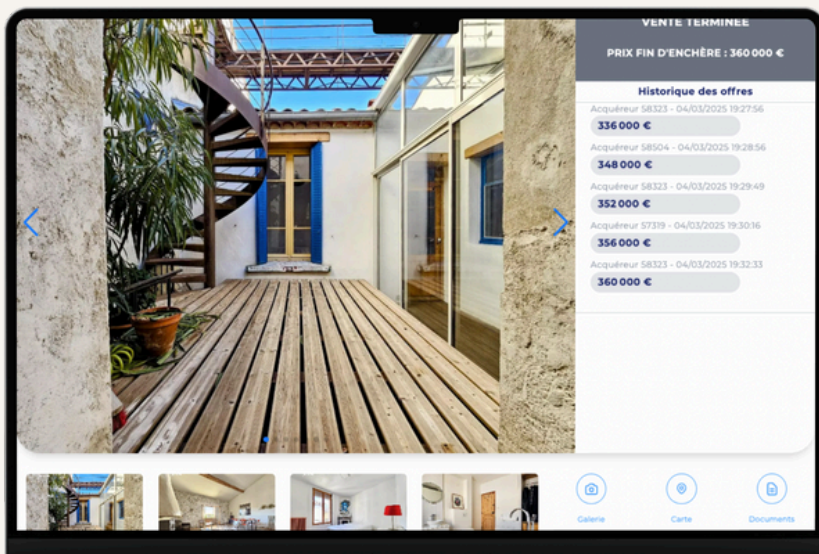 VENTE TERMINÉE
PRIX FIN D'ENCHÈRE : 360 000 €
Historique des offres
Acquéreur 58323 - 04/03/2025 19:27:56
336 000 €
Acquéreur 58504 - 04/03/2025 19:28:56
348 000 €
Acquéreur 58323 - 04/03/2025 19:29:49
352 000 €
Acquéreur 57319 - 04/03/2025 19:30:16
356 000 €
Acquéreur 58323 - 04/03/2025 19:32:33
360 000 €
Galerie
Carte
Documents